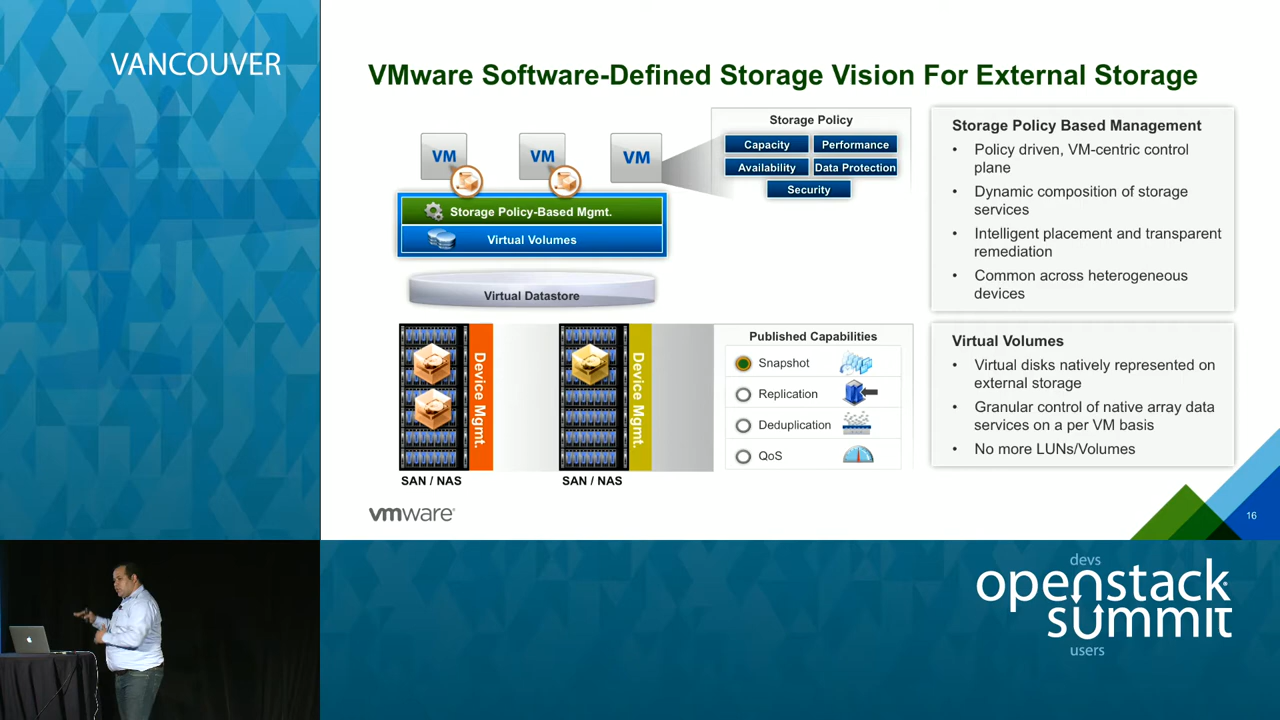 VANCOUVER
VMware Software-Defined Storage Vision For External Storage
VM
VM
VM
Storage Policy
Capacity
Performance
Availability
Data Protection
Security
Storage Policy-Based Mgmt.
Virtual Volumes
Virtual Datastore
Device Mgmt.
Device Mgmt.
SAN / NAS
SAN / NAS
Published Capabilities
Snapshot
Replication
Deduplication
QoS
Storage Policy Based Management
• Policy driven, VM-centric control
plane
• Dynamic composition of storage
services
• Intelligent placement and transparent
remediation
• Common across heterogeneous
devices
Virtual Volumes
• Virtual disks natively represented on
external storage
• Granular control of native array data
services on a per VM basis
• No more LUNs/Volumes
vmware
16
devs
openstack
summit
users